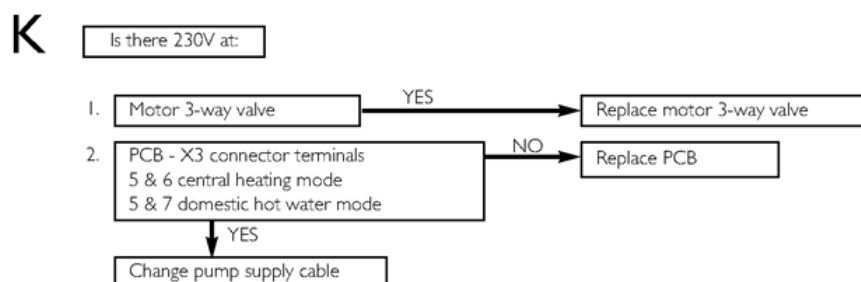 K
Is there 230V at:
1. Motor 3-way valve
YES
Replace motor 3-way valve
2. PCB - X3 connector terminals
5 & 6 central heating mode
5 & 7 domestic hot water mode
NO
Replace PCB
YES
Change pump supply cable